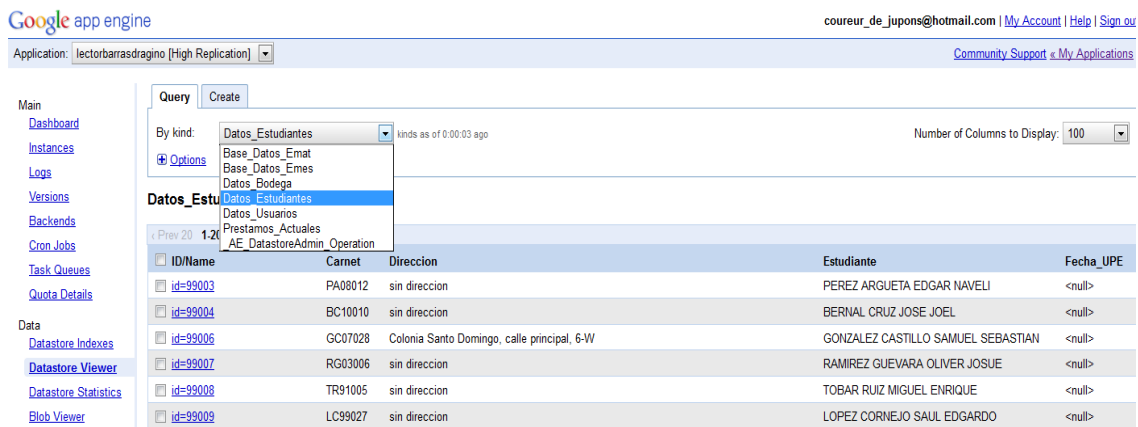 Google app engine
coureur_de_jupons@hotmail.com | My Account | Help | Sign out
Application: lectorbarrasdragino [High Replication]
Community Support « My Applications
Main
Dashboard
Instances
Logs
Versions
Backends
Cron Jobs
Task Queues
Quota Details
Data
Datastore Indexes
Datastore Viewer
Datastore Statistics
Blob Viewer
Query Create
By kind: Datos_Estudiantes kinds as of 0:00:03 ago
Number of Columns to Display: 100
Options
Base_Datos_Emat
Base_Datos_Emes
Datos_Bodega
Datos_Estudiantes
Datos_Usuarios
Prestamos_Actuales
_AE_DatastoreAdmin_Operation
Datos_Estu
‹ Prev 20 1-20
ID/Name Carnet Direccion Estudiante Fecha_UPE
id=99003 PA08012 sin direccion PEREZ ARGUETA EDGAR NAVELI <null>
id=99004 BC10010 sin direccion BERNAL CRUZ JOSE JOEL <null>
id=99006 GC07028 Colonia Santo Domingo, calle principal, 6-W GONZALEZ CASTILLO SAMUEL SEBASTIAN <null>
id=99007 RG03006 sin direccion RAMIREZ GUEVARA OLIVER JOSUE <null>
id=99008 TR91005 sin direccion TOBAR RUIZ MIGUEL ENRIQUE <null>
id=99009 LC99027 sin direccion LOPEZ CORNEJO SAUL EDGARDO <null>